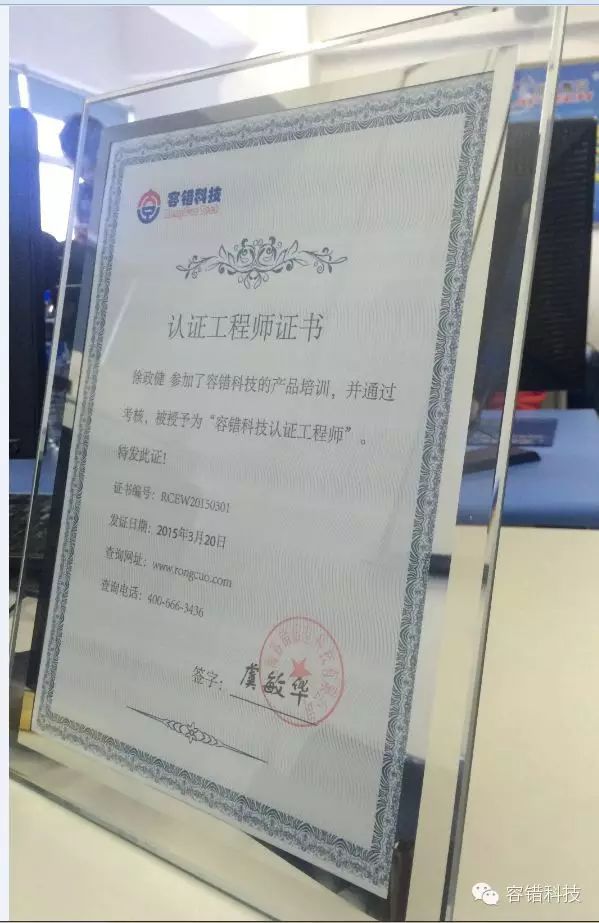 容错科技
认证工程师证书
徐政健 参加了容错科技的产品培训，并通过
考核，被授予为“容错科技认证工程师”。
特发此证！
证书编号：RCEW20150301
发证日期：2015年3月20日
查询网址：www.rongcuo.com
查询电话：400-666-3436
签字：虞敏华
容错科技